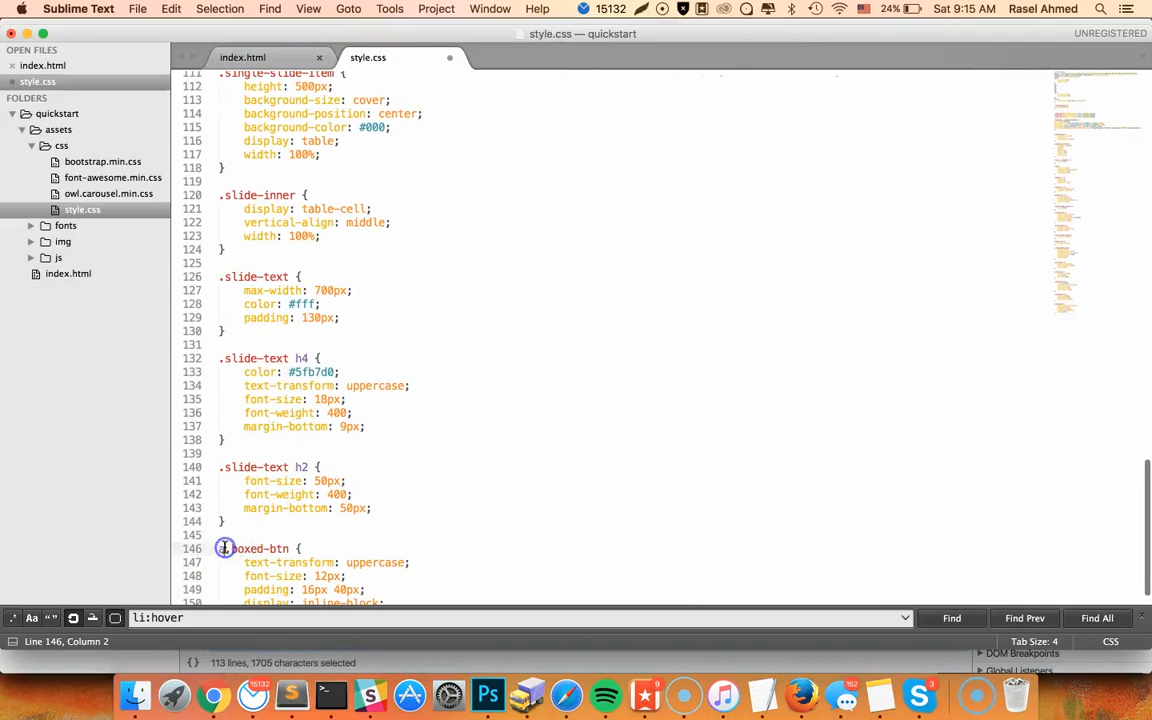 Sublime Text File Edit Selection Find View Goto Tools Project Window Help 15132 24% Sat 9:15 AM Rasel Ahmed
style.css — quickstart UNREGISTERED
OPEN FILES
index.html
style.css
FOLDERS
quickstart
assets
css
bootstrap.min.css
font-awesome.min.css
owl.carousel.min.css
style.css
fonts
img
js
index.html
index.html style.css
111 .single-slide-item {
112 height: 500px;
113 background-size: cover;
114 background-position: center;
115 background-color: #000;
116 display: table;
117 width: 100%;
118 }
119
120 .slide-inner {
121 display: table-cell;
122 vertical-align: middle;
123 width: 100%;
124 }
125
126 .slide-text {
127 max-width: 700px;
128 color: #fff;
129 padding: 130px;
130 }
131
132 .slide-text h4 {
133 color: #5fb7d0;
134 text-transform: uppercase;
135 font-size: 18px;
136 font-weight: 400;
137 margin-bottom: 9px;
138 }
139
140 .slide-text h2 {
141 font-size: 50px;
142 font-weight: 400;
143 margin-bottom: 50px;
144 }
145
146 a.boxed-btn {
147 text-transform: uppercase;
148 font-size: 12px;
149 padding: 16px 40px;
150 display: inline-block;
.* Aa “” li:hover Find Find Prev Find All
Line 146, Column 2 Tab Size: 4 CSS
{} 113 lines, 1705 characters selected
DOM Breakpoints
Global Listeners
15132 9 152 3